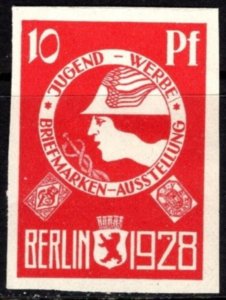 10 Pf
JUGEND - WERBE
BRIEFMARKEN-AUSSTELLUNG
BERLIN 1928